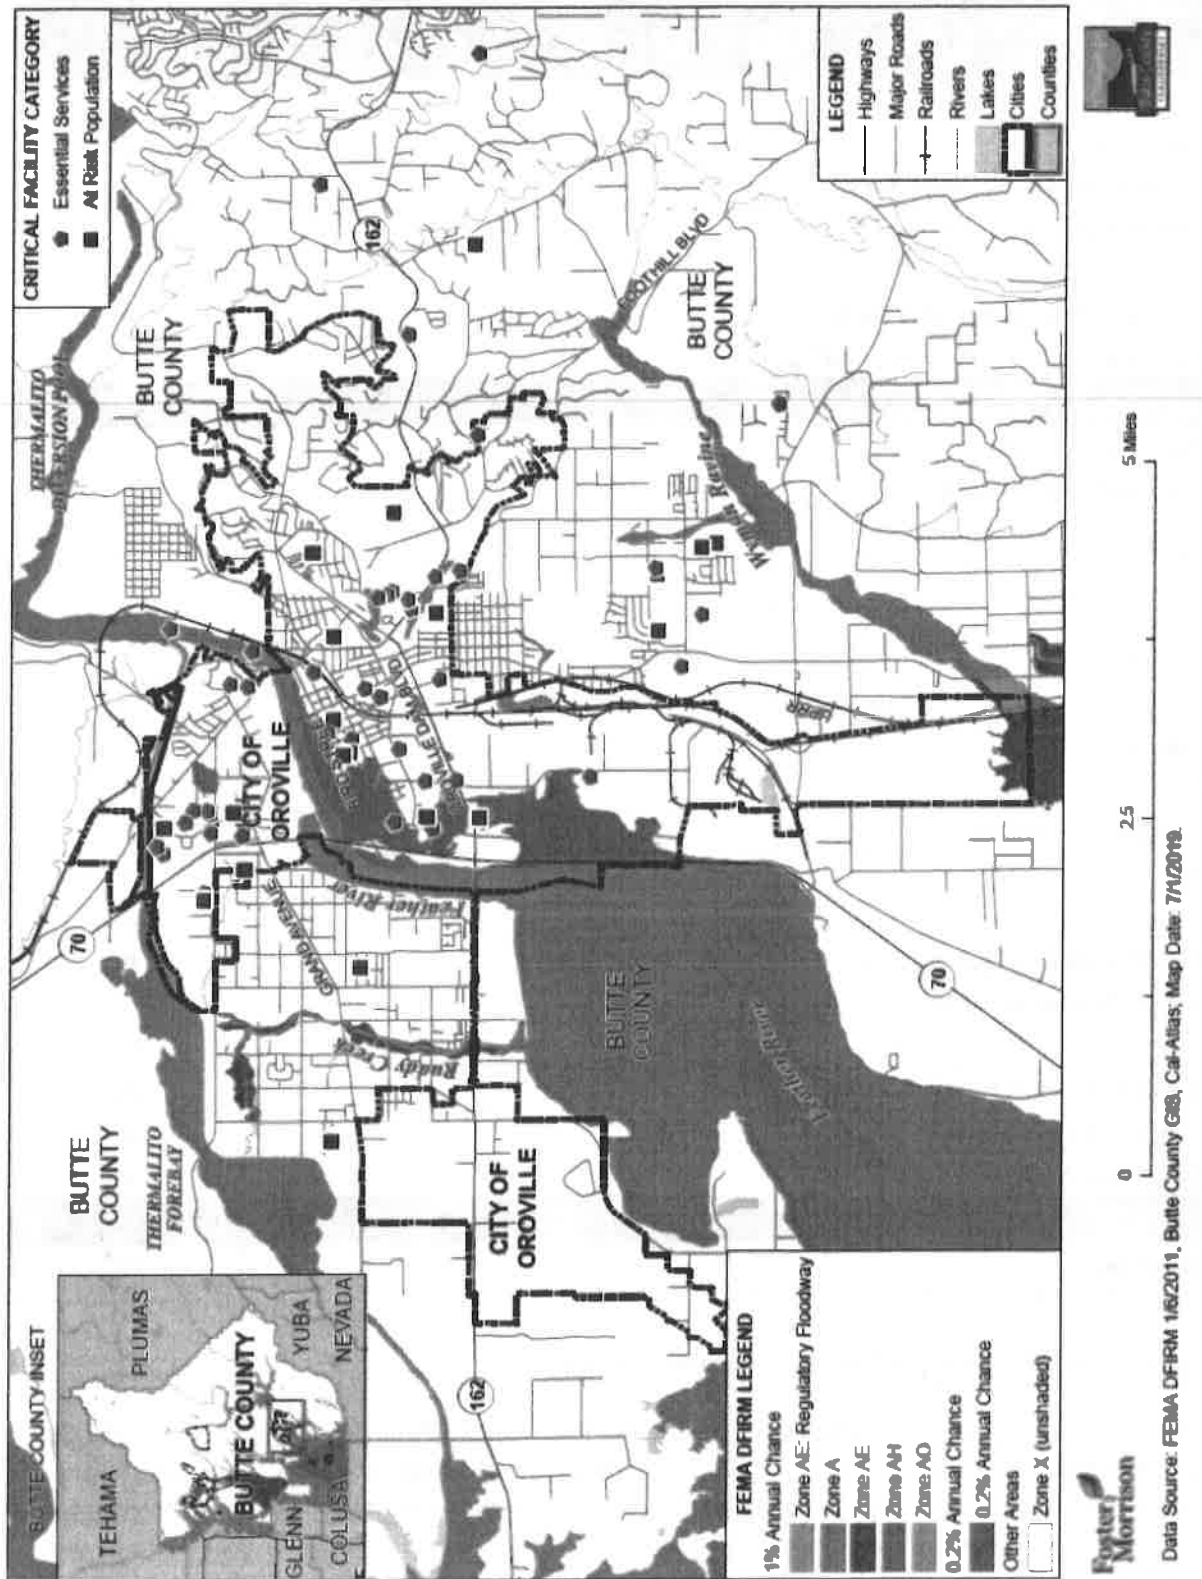 BUTTE COUNTY INSET
TEHAMA
PLUMAS
GLENN
BUTTE COUNTY
YUBA
COLUSA
NEVADA
BUTTE
COUNTY
THERMALITO
FOREBAY
70
THERMALITO
DIVERSION POOL
BUTTE
COUNTY
CRITICAL FACILITY CATEGORY
Essential Services
At Risk Population
CITY OF
OROVILLE
GRAND AVENUE
Feather River
Ruddy Creek
OROVILLE DAM BLVD
162
162
CITY OF
OROVILLE
FOOTHILL BLVD
BUTTE
COUNTY
Wyman Ravine
UPRR
BUTTE
COUNTY
Feather River
70
FEMA DFIRM LEGEND
1% Annual Chance
Zone AE: Regulatory Floodway
Zone A
Zone AE
Zone AH
Zone AO
0.2% Annual Chance
0.2% Annual Chance
Other Areas
Zone X (unshaded)
LEGEND
Highways
Major Roads
Railroads
Rivers
Lakes
Cities
Counties
Foster
Morrison
0
2.5
5 Miles
Data Source: FEMA DFIRM 1/6/2011, Butte County GIS, Cal-Atlas; Map Date: 7/1/2019.